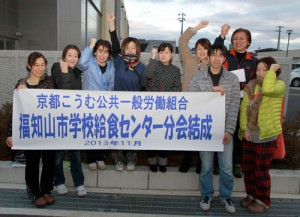 京都こうむ公共一般労働組合
福知山市学校給食センター分会結成
2013年11月